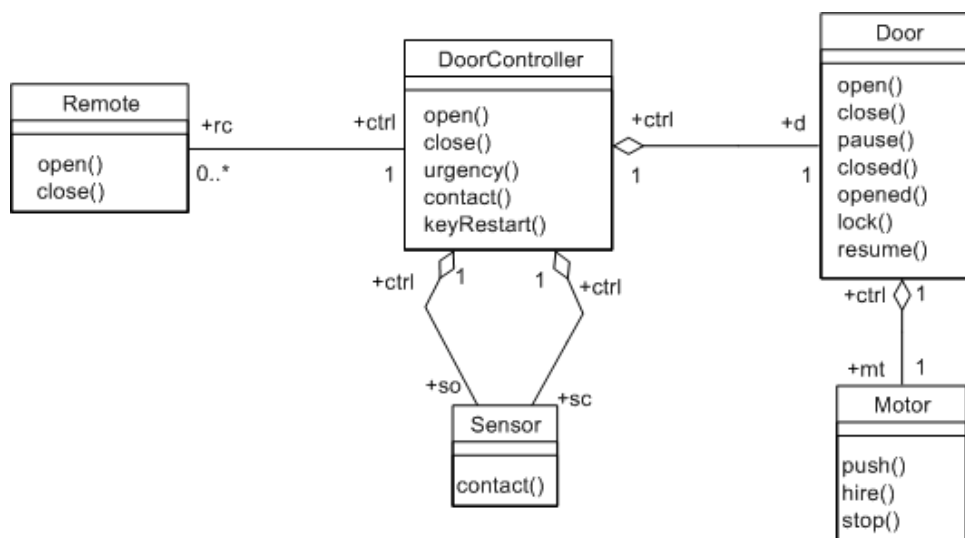 Remote
open()
close()
+rc
0..*
+ctrl
1
DoorController
open()
close()
urgency()
contact()
keyRestart()
+ctrl
1
+d
1
Door
open()
close()
pause()
closed()
opened()
lock()
resume()
+ctrl
1
1
+ctrl
+so
+sc
Sensor
contact()
+ctrl
1
+mt
1
Motor
push()
hire()
stop()